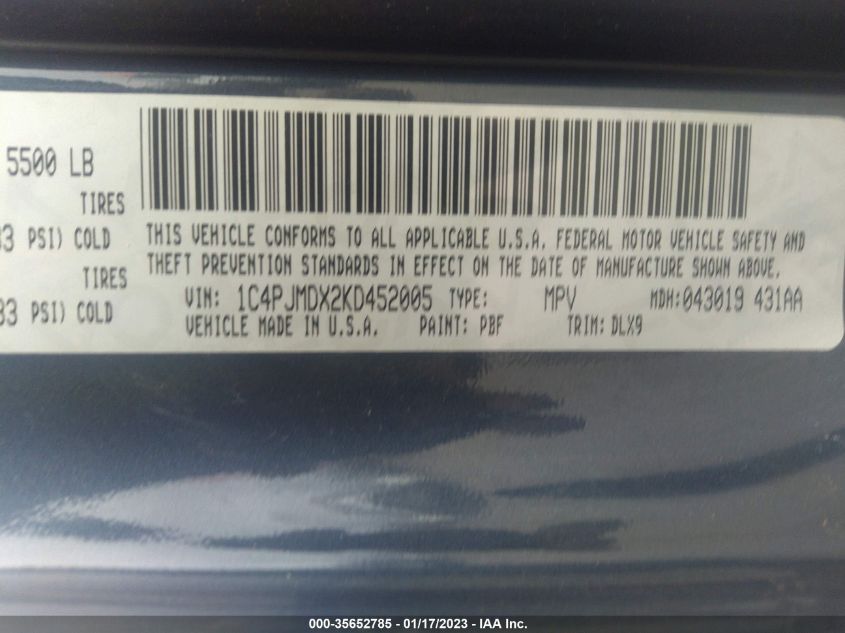 5500 LB
TIRES
33 PSI) COLD
TIRES
33 PSI) COLD
THIS VEHICLE CONFORMS TO ALL APPLICABLE U.S.A. FEDERAL MOTOR VEHICLE SAFETY AND
THEFT PREVENTION STANDARDS IN EFFECT ON THE DATE OF MANUFACTURE SHOWN ABOVE.
VIN: 1C4PJMDX2KD452005 TYPE: MPV MDH:043019 431AA
VEHICLE MADE IN U.S.A. PAINT: PBF TRIM: DLX9
000-35652785 - 01/17/2023 - IAA Inc.